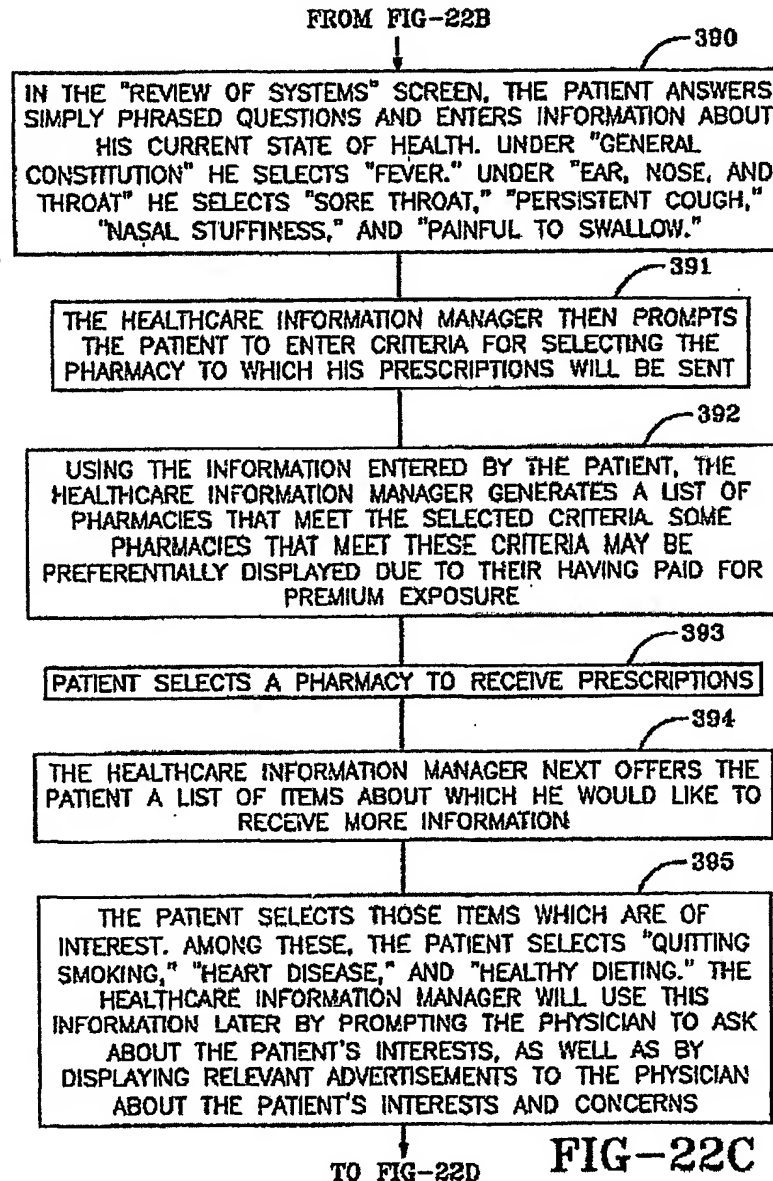 FROM FIG-22B
390
IN THE "REVIEW OF SYSTEMS" SCREEN, THE PATIENT ANSWERS
SIMPLY PHRASED QUESTIONS AND ENTERS INFORMATION ABOUT
HIS CURRENT STATE OF HEALTH. UNDER "GENERAL
CONSTITUTION" HE SELECTS "FEVER." UNDER "EAR, NOSE, AND
THROAT" HE SELECTS "SORE THROAT," "PERSISTENT COUGH,"
"NASAL STUFFINESS," AND "PAINFUL TO SWALLOW."
391
THE HEALTHCARE INFORMATION MANAGER THEN PROMPTS
THE PATIENT TO ENTER CRITERIA FOR SELECTING THE
PHARMACY TO WHICH HIS PRESCRIPTIONS WILL BE SENT
392
USING THE INFORMATION ENTERED BY THE PATIENT, THE
HEALTHCARE INFORMATION MANAGER GENERATES A LIST OF
PHARMACIES THAT MEET THE SELECTED CRITERIA. SOME
PHARMACIES THAT MEET THESE CRITERIA MAY BE
PREFERENTIALLY DISPLAYED DUE TO THEIR HAVING PAID FOR
PREMIUM EXPOSURE
393
PATIENT SELECTS A PHARMACY TO RECEIVE PRESCRIPTIONS
394
THE HEALTHCARE INFORMATION MANAGER NEXT OFFERS THE
PATIENT A LIST OF ITEMS ABOUT WHICH HE WOULD LIKE TO
RECEIVE MORE INFORMATION
395
THE PATIENT SELECTS THOSE ITEMS WHICH ARE OF
INTEREST. AMONG THESE, THE PATIENT SELECTS "QUITTING
SMOKING," "HEART DISEASE," AND "HEALTHY DIETING." THE
HEALTHCARE INFORMATION MANAGER WILL USE THIS
INFORMATION LATER BY PROMPTING THE PHYSICIAN TO ASK
ABOUT THE PATIENT'S INTERESTS, AS WELL AS BY
DISPLAYING RELEVANT ADVERTISEMENTS TO THE PHYSICIAN
ABOUT THE PATIENT'S INTERESTS AND CONCERNS
TO FIG-22D
FIG-22C